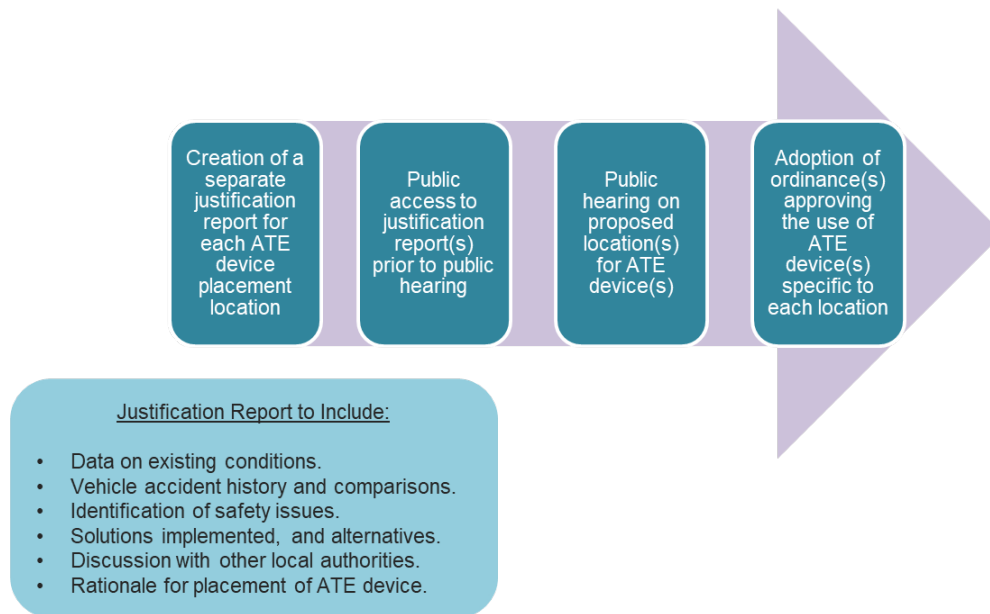 Creation of a
separate
justification
report for
each ATE
device
placement
location
Public
access to
justification
report(s)
prior to public
hearing
Public
hearing on
proposed
location(s)
for ATE
device(s)
Adoption of
ordinance(s)
approving
the use of
ATE
device(s)
specific to
each location
Justification Report to Include:
• Data on existing conditions.
• Vehicle accident history and comparisons.
• Identification of safety issues.
• Solutions implemented, and alternatives.
• Discussion with other local authorities.
• Rationale for placement of ATE device.